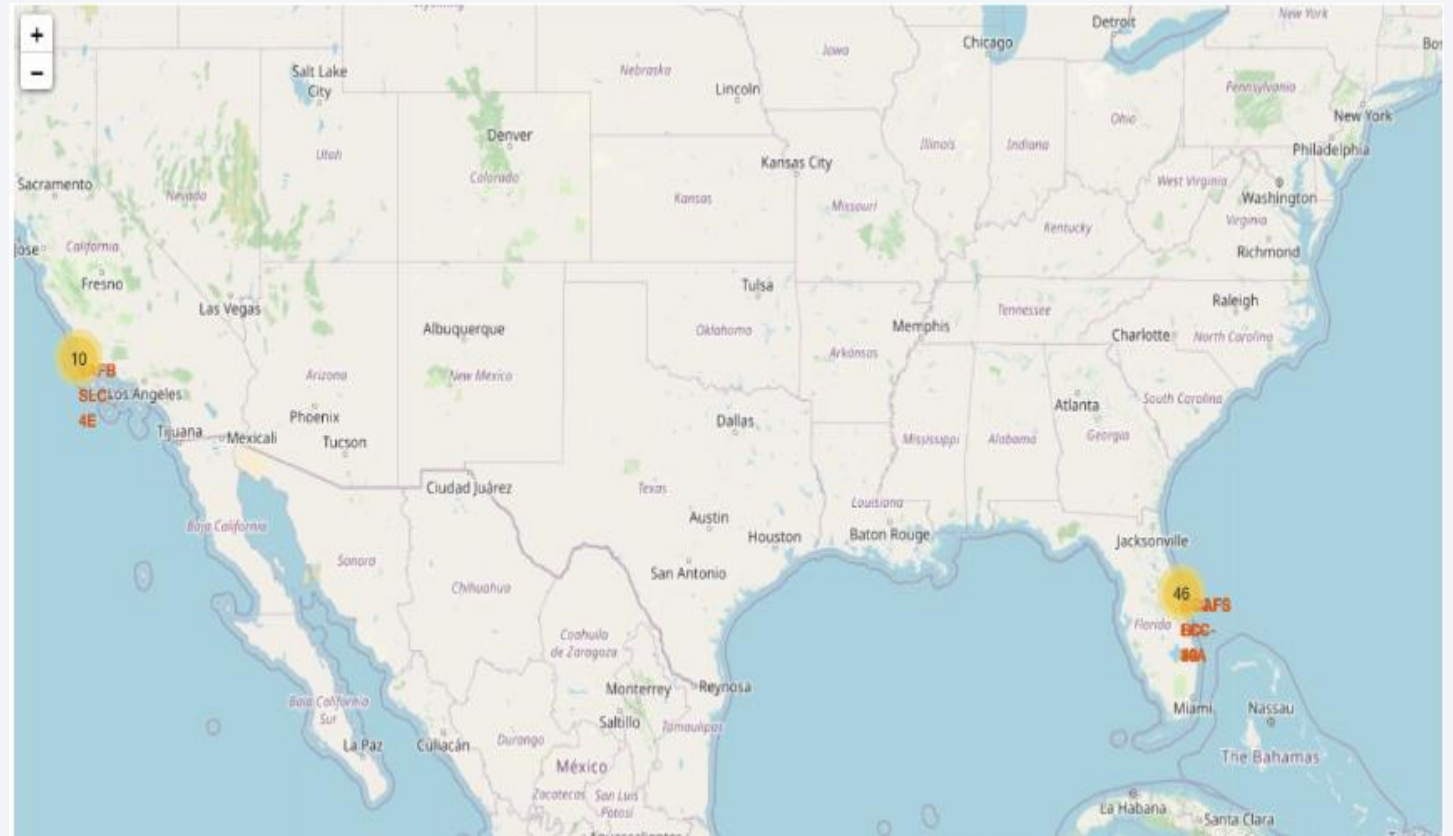 +
−
Wyoming
Salt Lake
City
Utah
Nevada
Sacramento
California
Jose
Fresno
Las Vegas
Los Angeles
10
AFB
SLC-
4E
Tijuana
Mexicali
Arizona
Phoenix
Tucson
Albuquerque
New Mexico
Denver
Colorado
Nebraska
Lincoln
Kansas City
Kansas
Missouri
Iowa
Chicago
Detroit
Illinois
Indiana
Ohio
New York
Pennsylvania
New York
Philadelphia
West Virginia
Washington
Virginia
Richmond
Kentucky
Raleigh
Tennessee
Charlotte
North Carolina
Tulsa
Oklahoma
Memphis
Arkansas
South Carolina
Atlanta
Georgia
Mississippi
Alabama
Dallas
Texas
Louisiana
Austin
Houston
Baton Rouge
San Antonio
Jacksonville
46
AFS
Florida
Miami
Nassau
The Bahamas
La Habana
Santa Clara
Ciudad Juárez
Baja California
Sonora
Chihuahua
Coahuila
de Zaragoza
Monterrey
Reynosa
Saltillo
Tamaulipas
Baja California
Sur
La Paz
Culiacán
Durango
México
Zacatecas
San Luis
Potosí